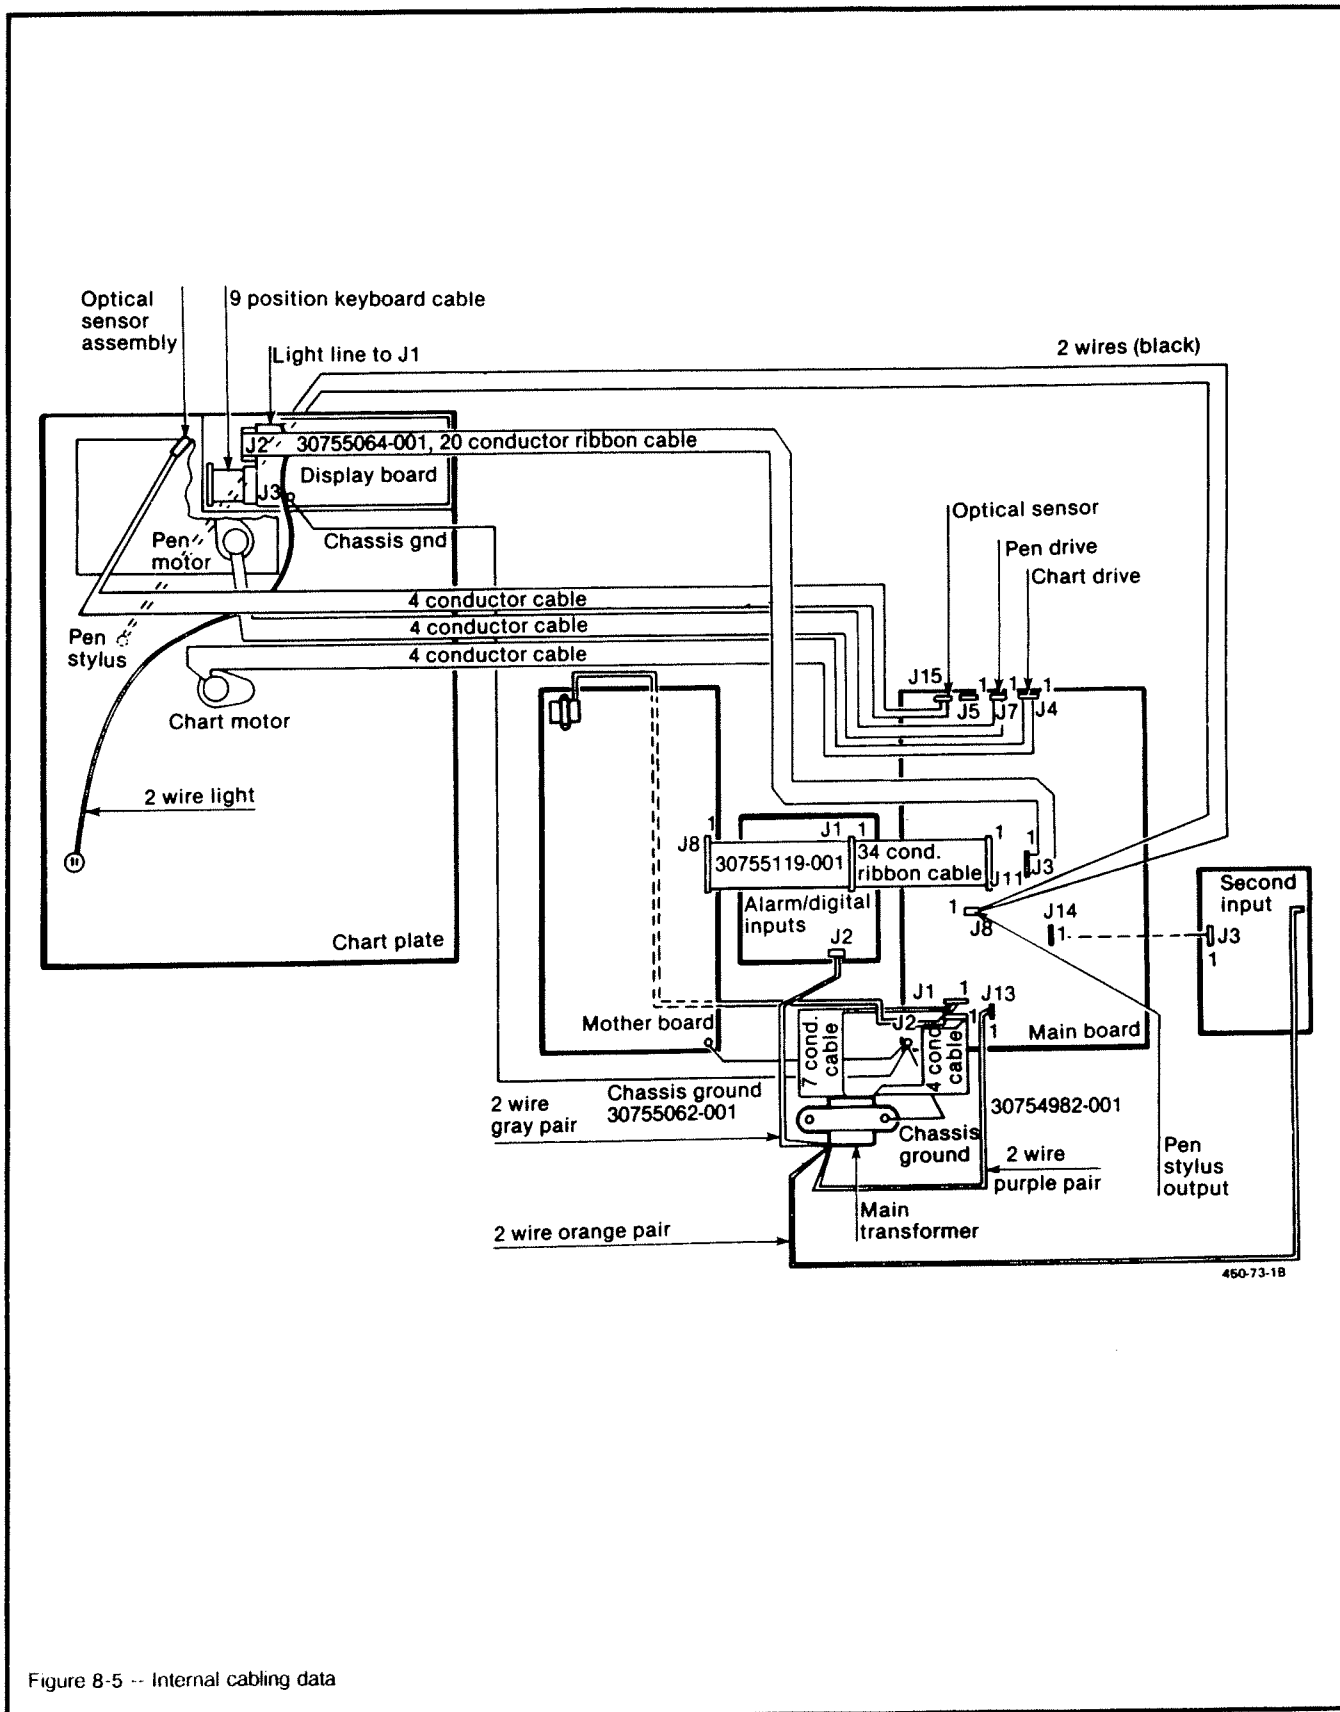 Optical
sensor
assembly
9 position keyboard cable
Light line to J1
2 wires (black)
J2 30755064-001, 20 conductor ribbon cable
Display board
J3
Pen
motor
Chassis gnd
Optical sensor
Pen drive
Chart drive
4 conductor cable
4 conductor cable
4 conductor cable
Pen
stylus
Chart motor
J15
1
1
1
J5
J7
J4
2 wire light
1
J8
J1
1
1
1
30755119-001
34 cond.
ribbon cable
J11
J3
Alarm/digital
inputs
J2
1
J8
J14
1
J3
1
Second
input
Chart plate
Mother board
J1
1
J13
J2
1
1
Main board
7 cond.
cable
4 cond
cable
Chassis ground
30755062-001
2 wire
gray pair
30754982-001
Chassis
ground
2 wire
purple pair
Pen
stylus
output
Main
transformer
2 wire orange pair
450-73-1B
Figure 8-5 -- Internal cabling data